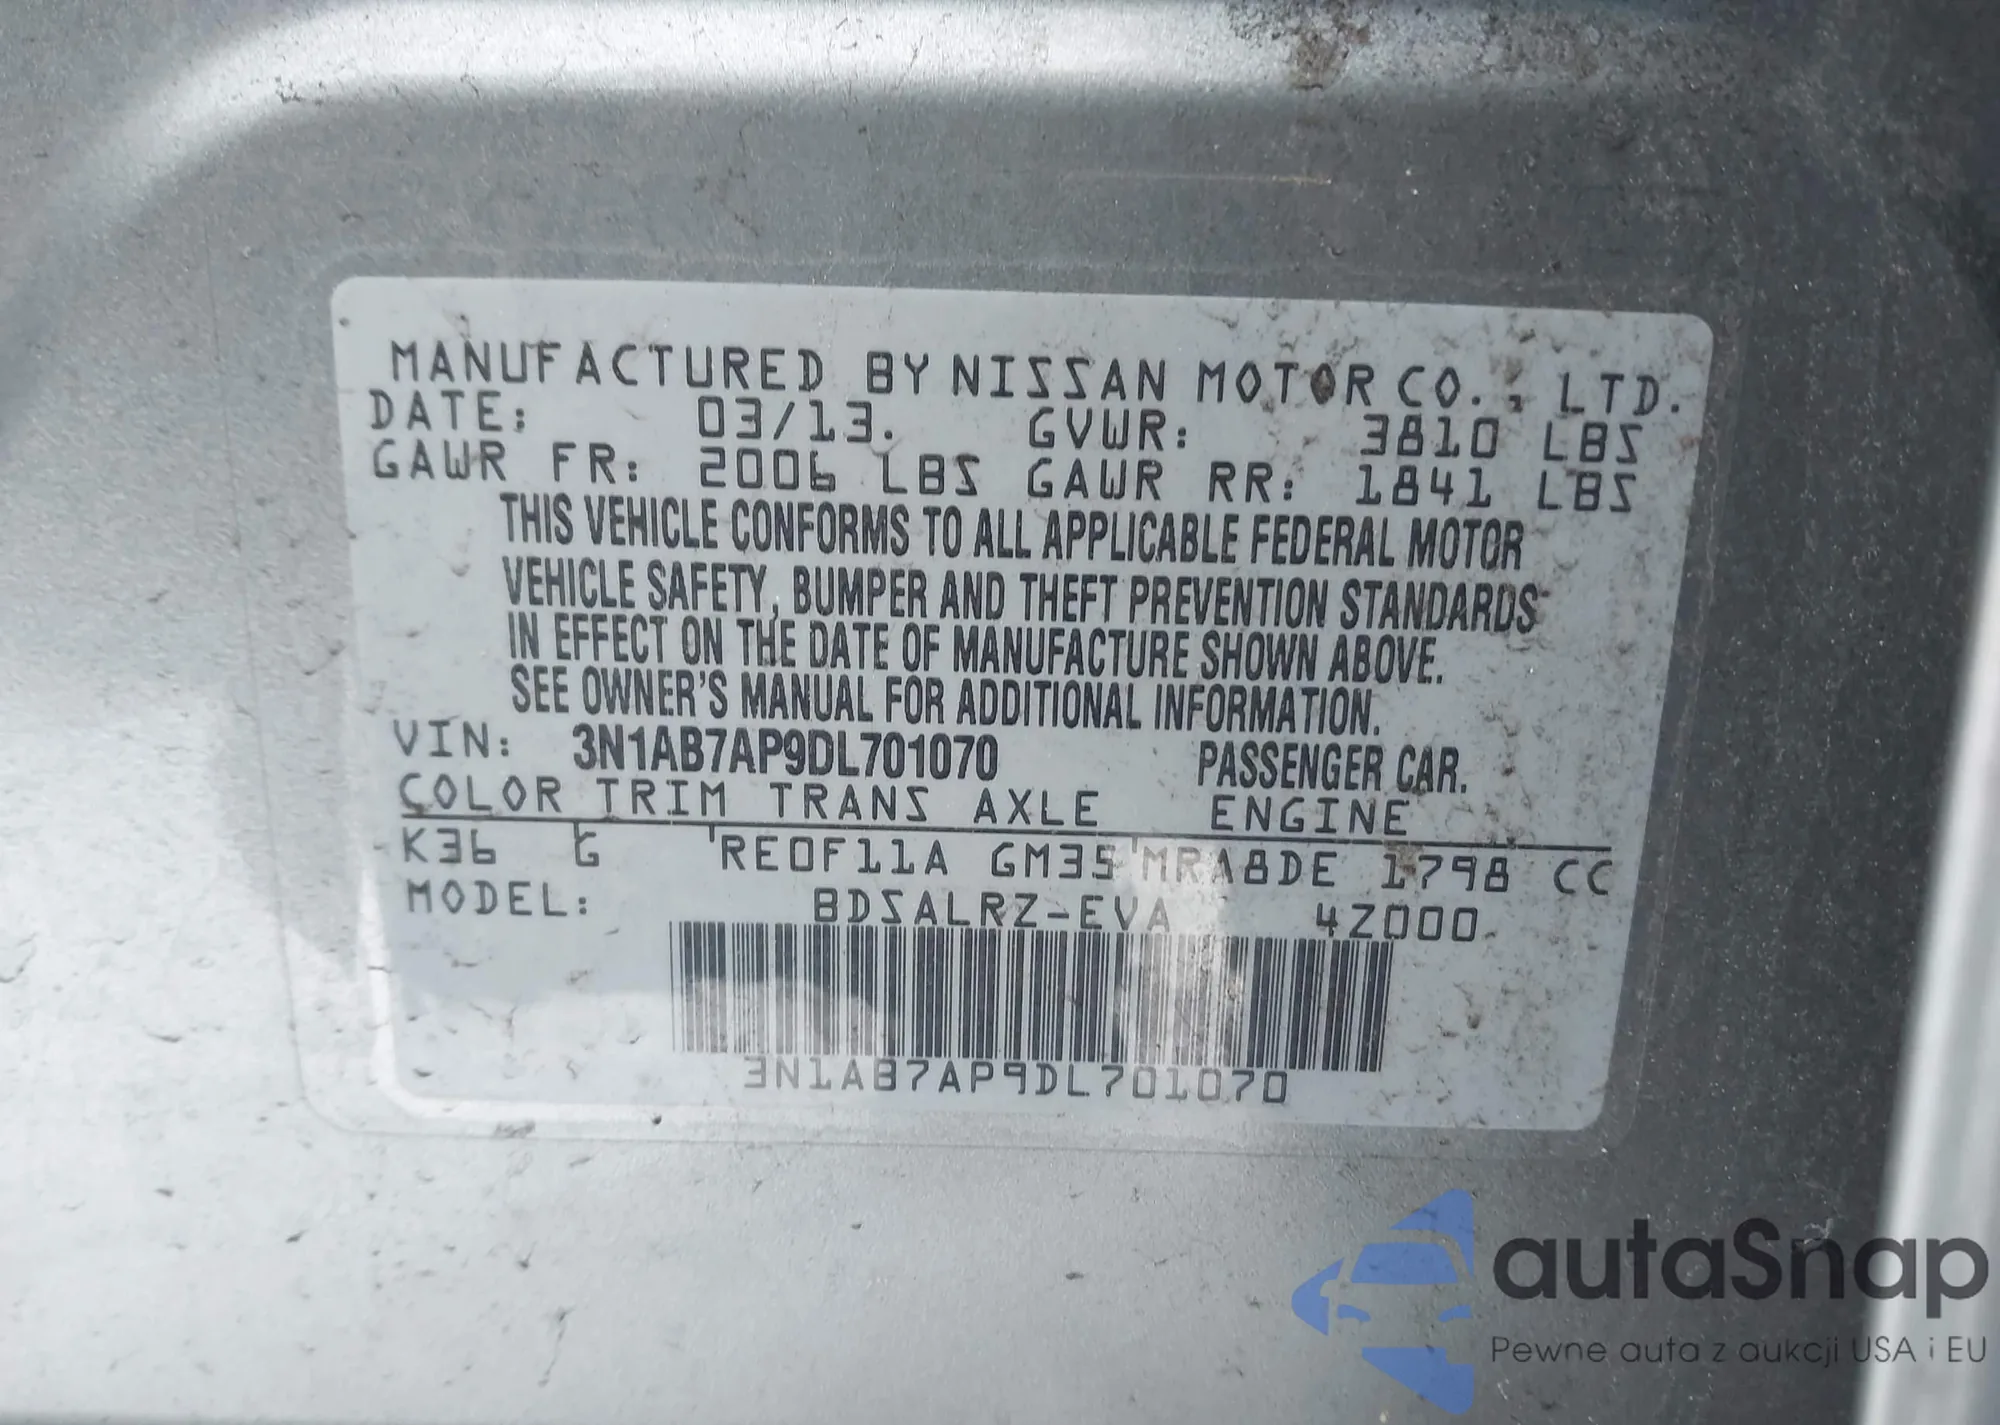 MANUFACTURED BY NISSAN MOTOR CO., LTD.
DATE: 03/13. GVWR: 3810 LBS
GAWR FR: 2006 LBS GAWR RR: 1841 LBS
THIS VEHICLE CONFORMS TO ALL APPLICABLE FEDERAL MOTOR
VEHICLE SAFETY, BUMPER AND THEFT PREVENTION STANDARDS
IN EFFECT ON THE DATE OF MANUFACTURE SHOWN ABOVE.
SEE OWNER'S MANUAL FOR ADDITIONAL INFORMATION.
VIN: 3N1AB7AP9DL701070 PASSENGER CAR.
COLOR TRIM TRANS AXLE ENGINE
K36 G RE0F11A GM35 MRA8DE 1798 CC
MODEL: BDSALRZ-EVA 4Z000
3N1AB7AP9DL701070
autaSnap
Pewne auta z aukcji USA i EU